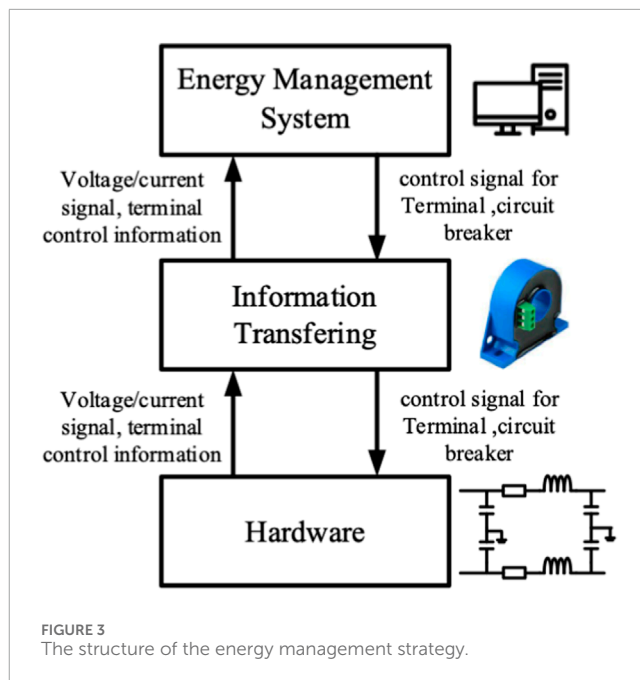 Energy Management
System
Voltage/current
signal, terminal
control information
control signal for
Terminal ,circuit
breaker
Information
Transfering
Voltage/current
signal, terminal
control information
control signal for
Terminal ,circuit
breaker
Hardware
FIGURE 3
The structure of the energy management strategy.